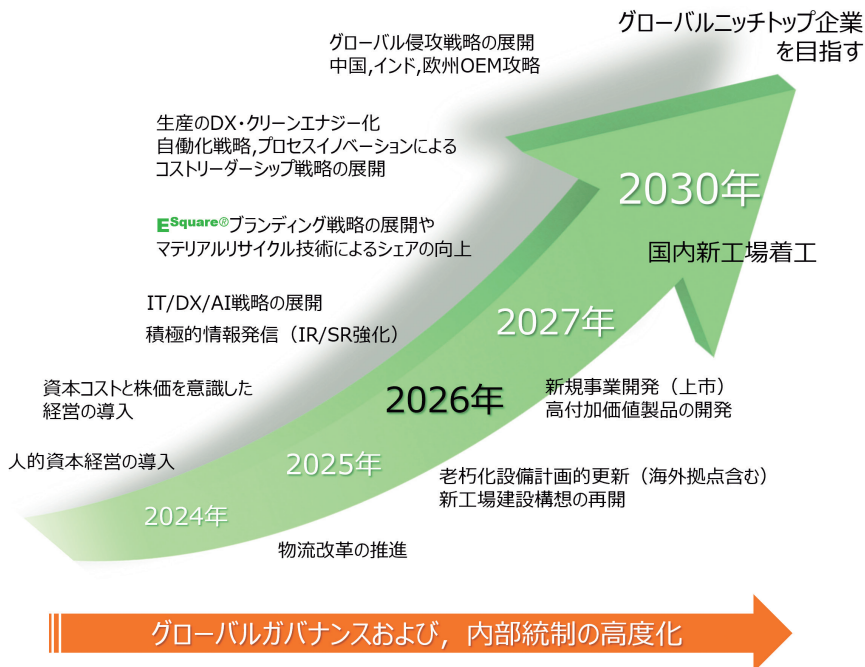 グローバルニッチトップ企業
を目指す
グローバル侵攻戦略の展開
中国,インド,欧州OEM攻略
生産のDX・クリーンエナジー化
自働化戦略,プロセスイノベーションによる
コストリーダーシップ戦略の展開
2030年
ESquare®ブランディング戦略の展開や
マテリアルリサイクル技術によるシェアの向上
国内新工場着工
IT/DX/AI戦略の展開
積極的情報発信（IR/SR強化）
2027年
資本コストと株価を意識した
経営の導入
2026年
新規事業開発（上市）
高付加価値製品の開発
人的資本経営の導入
2025年
老朽化設備計画的更新（海外拠点含む）
新工場建設構想の再開
2024年
物流改革の推進
グローバルガバナンスおよび，内部統制の高度化